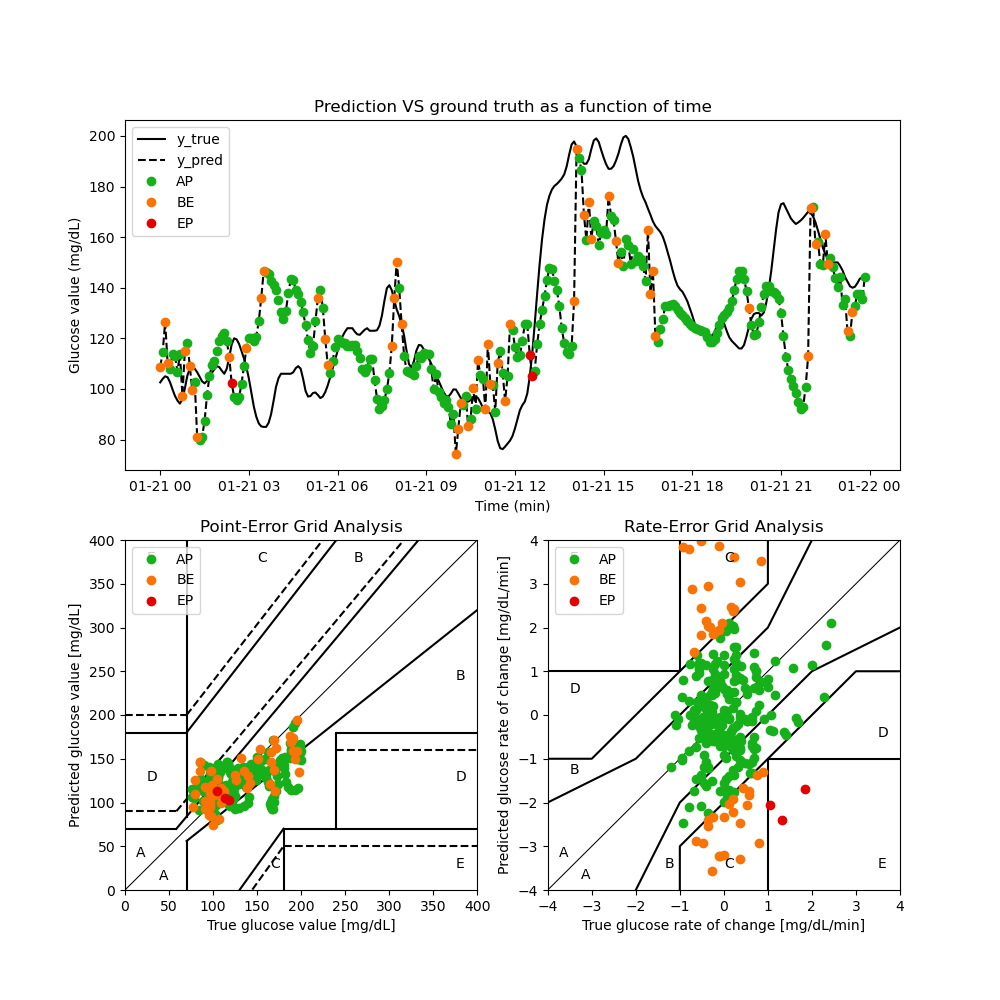 Prediction VS ground truth as a function of time
Glucose value (mg/dL)
200
180
160
140
120
100
80
y_true
y_pred
AP
BE
EP
01-21 00 01-21 03 01-21 06 01-21 09 01-21 12 01-21 15 01-21 18 01-21 21 01-22 00
Time (min)
Point-Error Grid Analysis
Predicted glucose value [mg/dL]
400
350
300
250
200
150
100
50
0
AP
BE
EP
C
B
B
D
D
A
A
C
E
0 50 100 150 200 250 300 350 400
True glucose value [mg/dL]
Rate-Error Grid Analysis
Predicted glucose rate of change [mg/dL/min]
4
3
2
1
0
−1
−2
−3
−4
AP
BE
EP
C
D
D
B
A
A
B
C
E
−4 −3 −2 −1 0 1 2 3 4
True glucose rate of change [mg/dL/min]